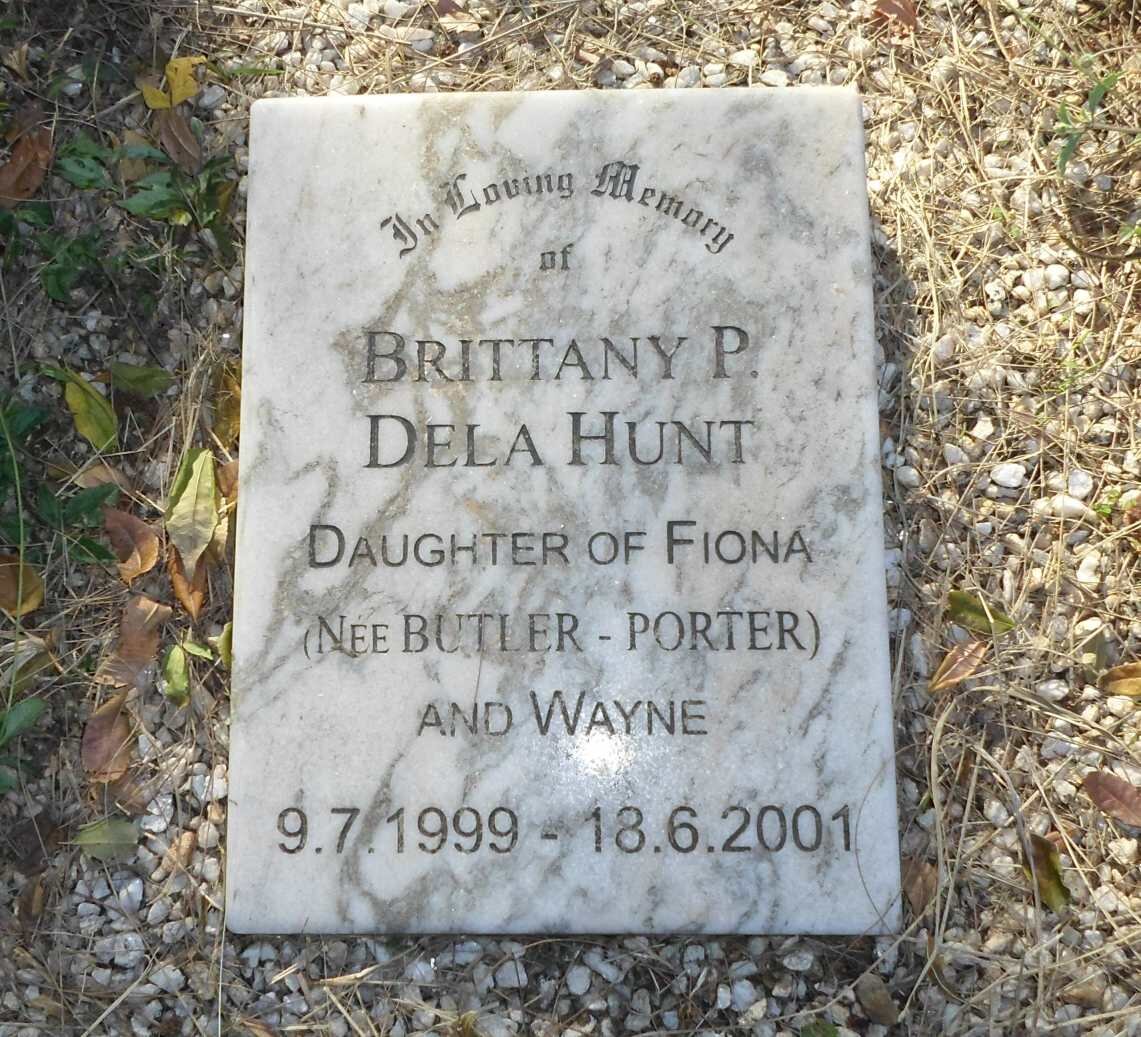 In Loving Memory
of
BRITTANY P.
DELA HUNT
DAUGHTER OF FIONA
(NÉE BUTLER - PORTER)
AND WAYNE
9.7.1999 - 18.6.2001